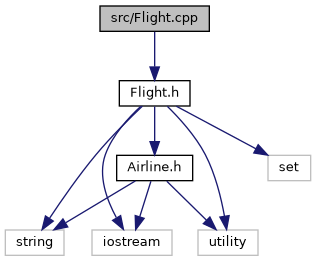 src/Flight.cpp
Flight.h
Airline.h
set
string
iostream
utility